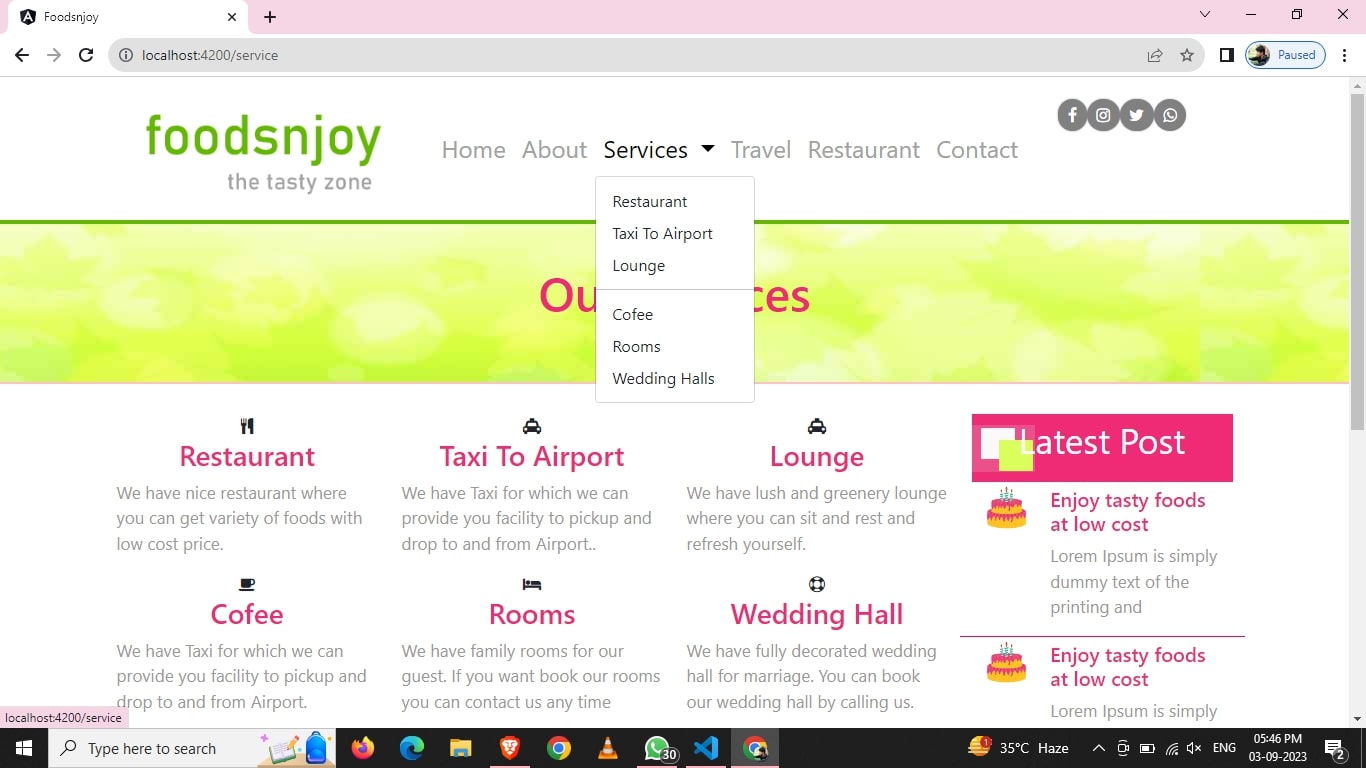 Foodsnjoy
localhost:4200/service
Paused
foodsnjoy
the tasty zone
Home About Services Travel Restaurant Contact
Restaurant
Taxi To Airport
Lounge
Cofee
Rooms
Wedding Halls
Ou ces
Restaurant
We have nice restaurant where
you can get variety of foods with
low cost price.
Taxi To Airport
We have Taxi for which we can
provide you facility to pickup and
drop to and from Airport..
Lounge
We have lush and greenery lounge
where you can sit and rest and
refresh yourself.
Cofee
We have Taxi for which we can
provide you facility to pickup and
drop to and from Airport.
Rooms
We have family rooms for our
guest. If you want book our rooms
you can contact us any time
Wedding Hall
We have fully decorated wedding
hall for marriage. You can book
our wedding hall by calling us.
Latest Post
Enjoy tasty foods
at low cost
Lorem Ipsum is simply
dummy text of the
printing and
Enjoy tasty foods
at low cost
Lorem Ipsum is simply
localhost:4200/service
Type here to search
30
1
35°C Haze
ENG
05:46 PM
03-09-2023
2